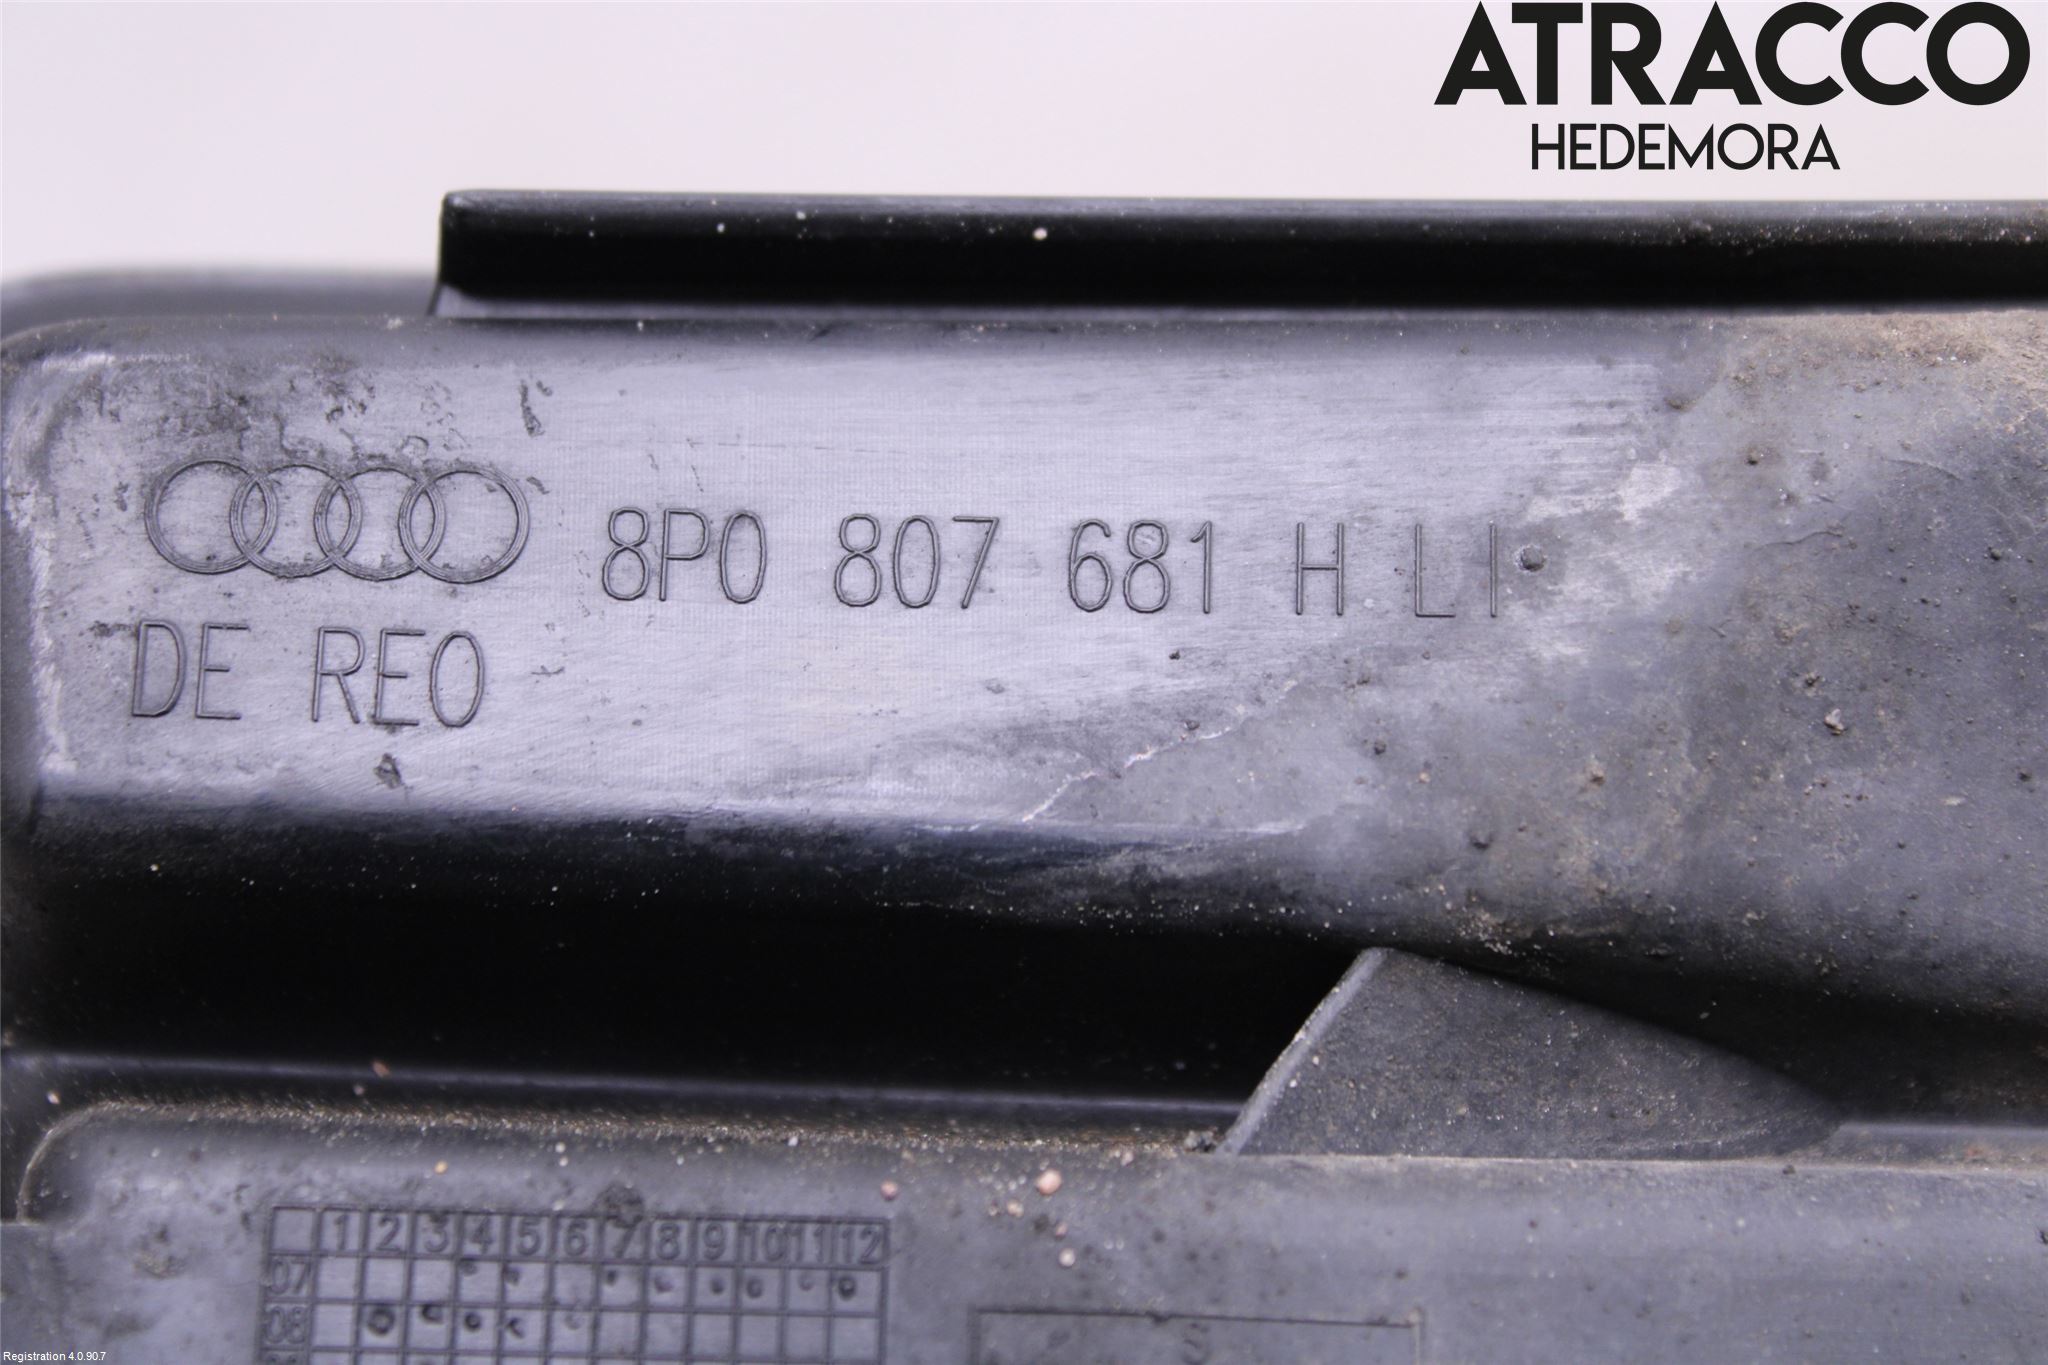 ATRACCO
HEDEMORA
8P0 807 681 H LI
DE REO
1 2 3 4 5 6 7 8 9 10 11 12
07
08
Registration 4.0.90.7